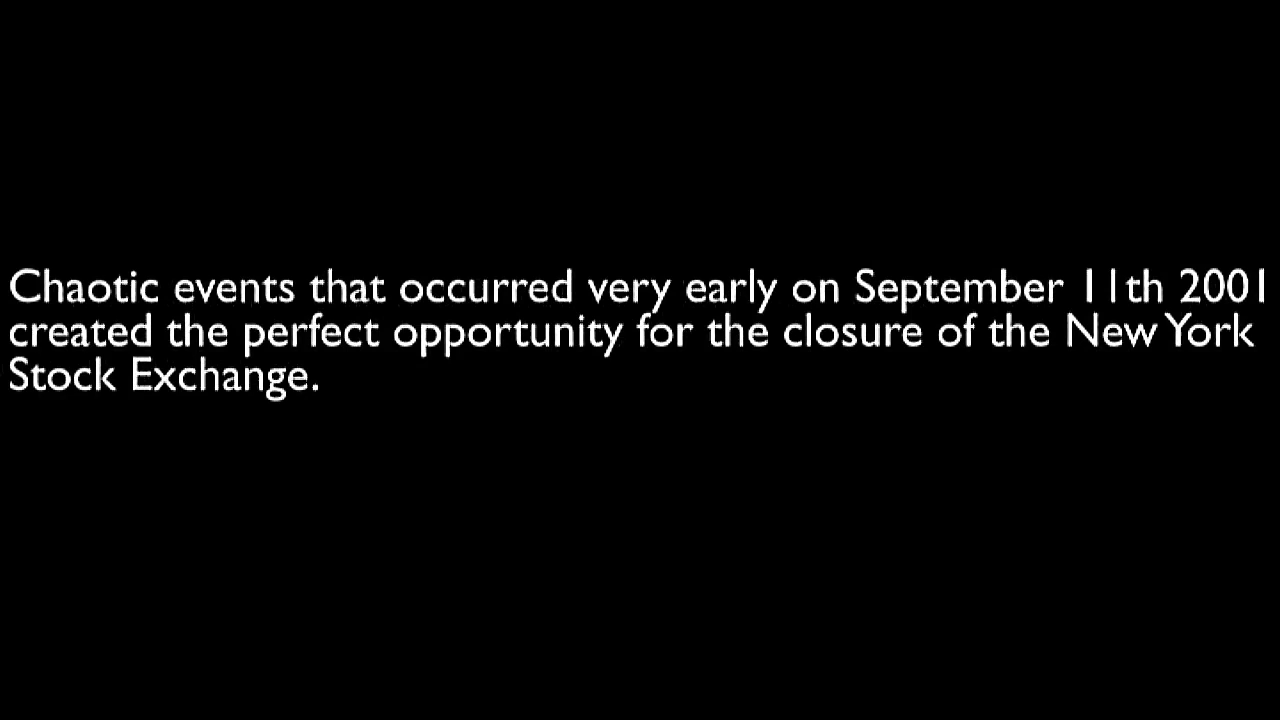 Chaotic events that occurred very early on September 11th 2001
created the perfect opportunity for the closure of the New York
Stock Exchange.